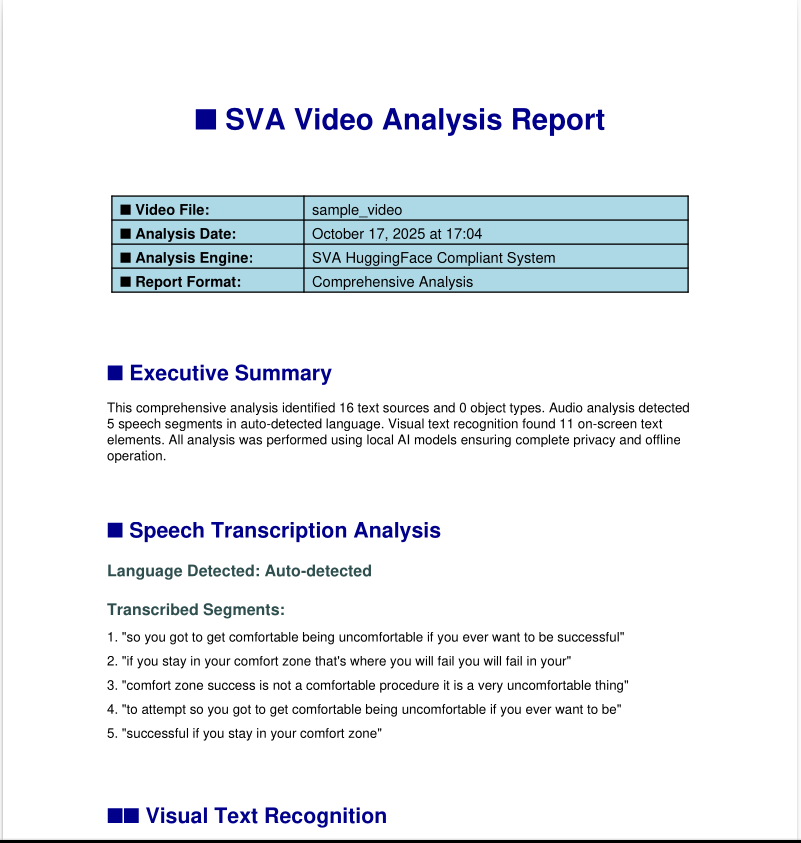 ■ SVA Video Analysis Report
■ Video File: sample_video
■ Analysis Date: October 17, 2025 at 17:04
■ Analysis Engine: SVA HuggingFace Compliant System
■ Report Format: Comprehensive Analysis
■ Executive Summary
This comprehensive analysis identified 16 text sources and 0 object types. Audio analysis detected
5 speech segments in auto-detected language. Visual text recognition found 11 on-screen text
elements. All analysis was performed using local AI models ensuring complete privacy and offline
operation.
■ Speech Transcription Analysis
Language Detected: Auto-detected
Transcribed Segments:
1. "so you got to get comfortable being uncomfortable if you ever want to be successful"
2. "if you stay in your comfort zone that's where you will fail you will fail in your"
3. "comfort zone success is not a comfortable procedure it is a very uncomfortable thing"
4. "to attempt so you got to get comfortable being uncomfortable if you ever want to be"
5. "successful if you stay in your comfort zone"
■■ Visual Text Recognition